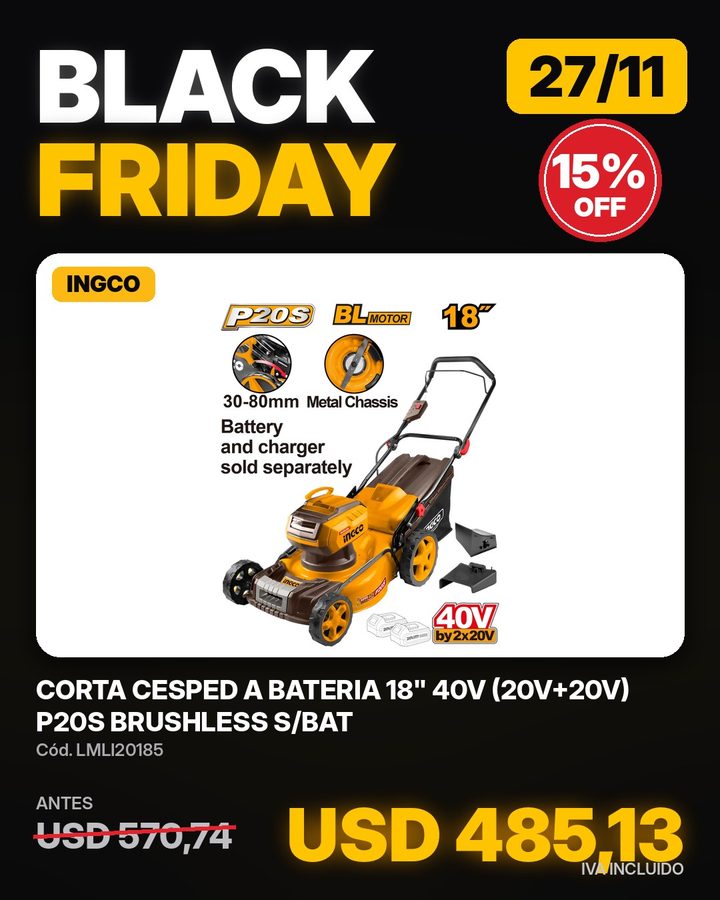 BLACK
FRIDAY
27/11
15%
OFF
INGCO
P20S
BL MOTOR
18"
30-80mm
Metal Chassis
Battery
and charger
sold separately
INGCO
INGCO
INGCO
40V
by 2x20V
CORTA CESPED A BATERIA 18" 40V (20V+20V)
P20S BRUSHLESS S/BAT
Cód. LMLI20185
ANTES
USD 570,74
USD 485,13
IVA INCLUIDO